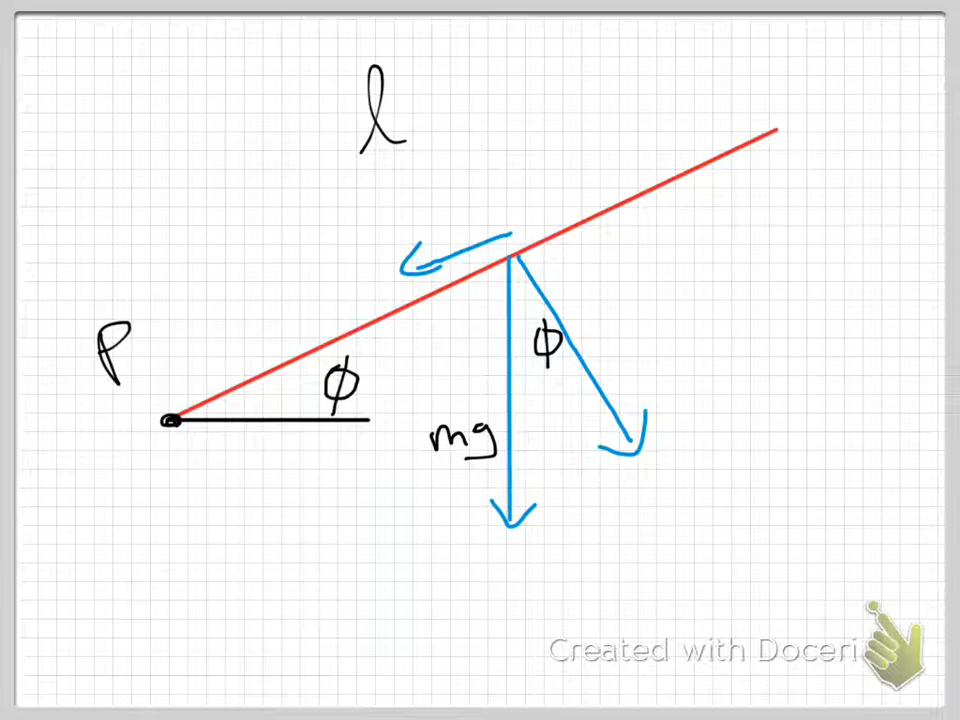 l
P
ϕ
ϕ
mg
Created with Doceri